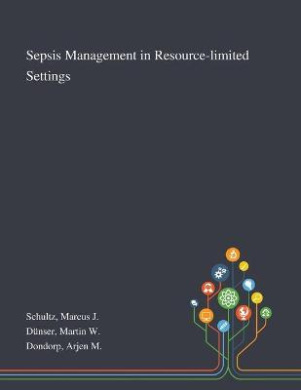 Sepsis Management in Resource-limited
Settings
Schultz, Marcus J.
Dünser, Martin W.
Dondorp, Arjen M.